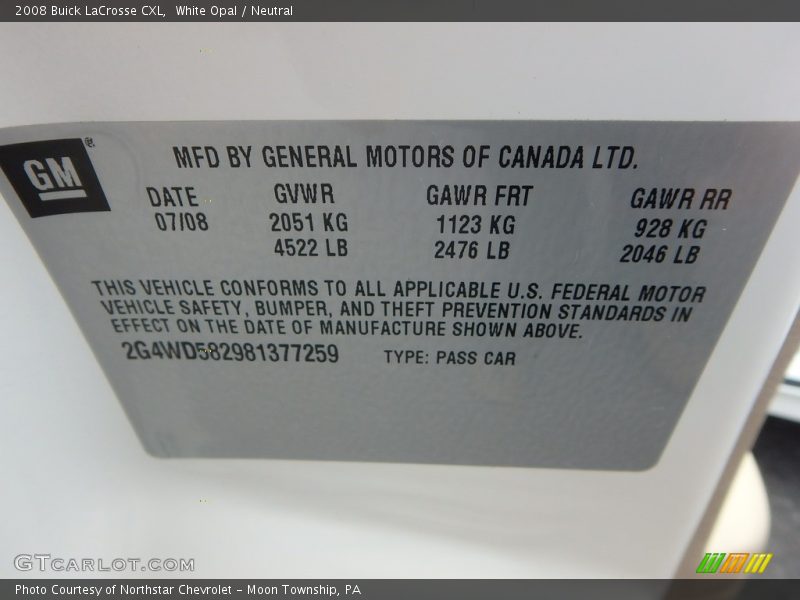 2008 Buick LaCrosse CXL, White Opal / Neutral
GM®
MFD BY GENERAL MOTORS OF CANADA LTD.
DATE GVWR GAWR FRT GAWR RR
07/08 2051 KG 1123 KG 928 KG
4522 LB 2476 LB 2046 LB
THIS VEHICLE CONFORMS TO ALL APPLICABLE U.S. FEDERAL MOTOR
VEHICLE SAFETY, BUMPER, AND THEFT PREVENTION STANDARDS IN
EFFECT ON THE DATE OF MANUFACTURE SHOWN ABOVE.
2G4WD582981377259 TYPE: PASS CAR
GTCARLOT.COM
Photo Courtesy of Northstar Chevrolet - Moon Township, PA